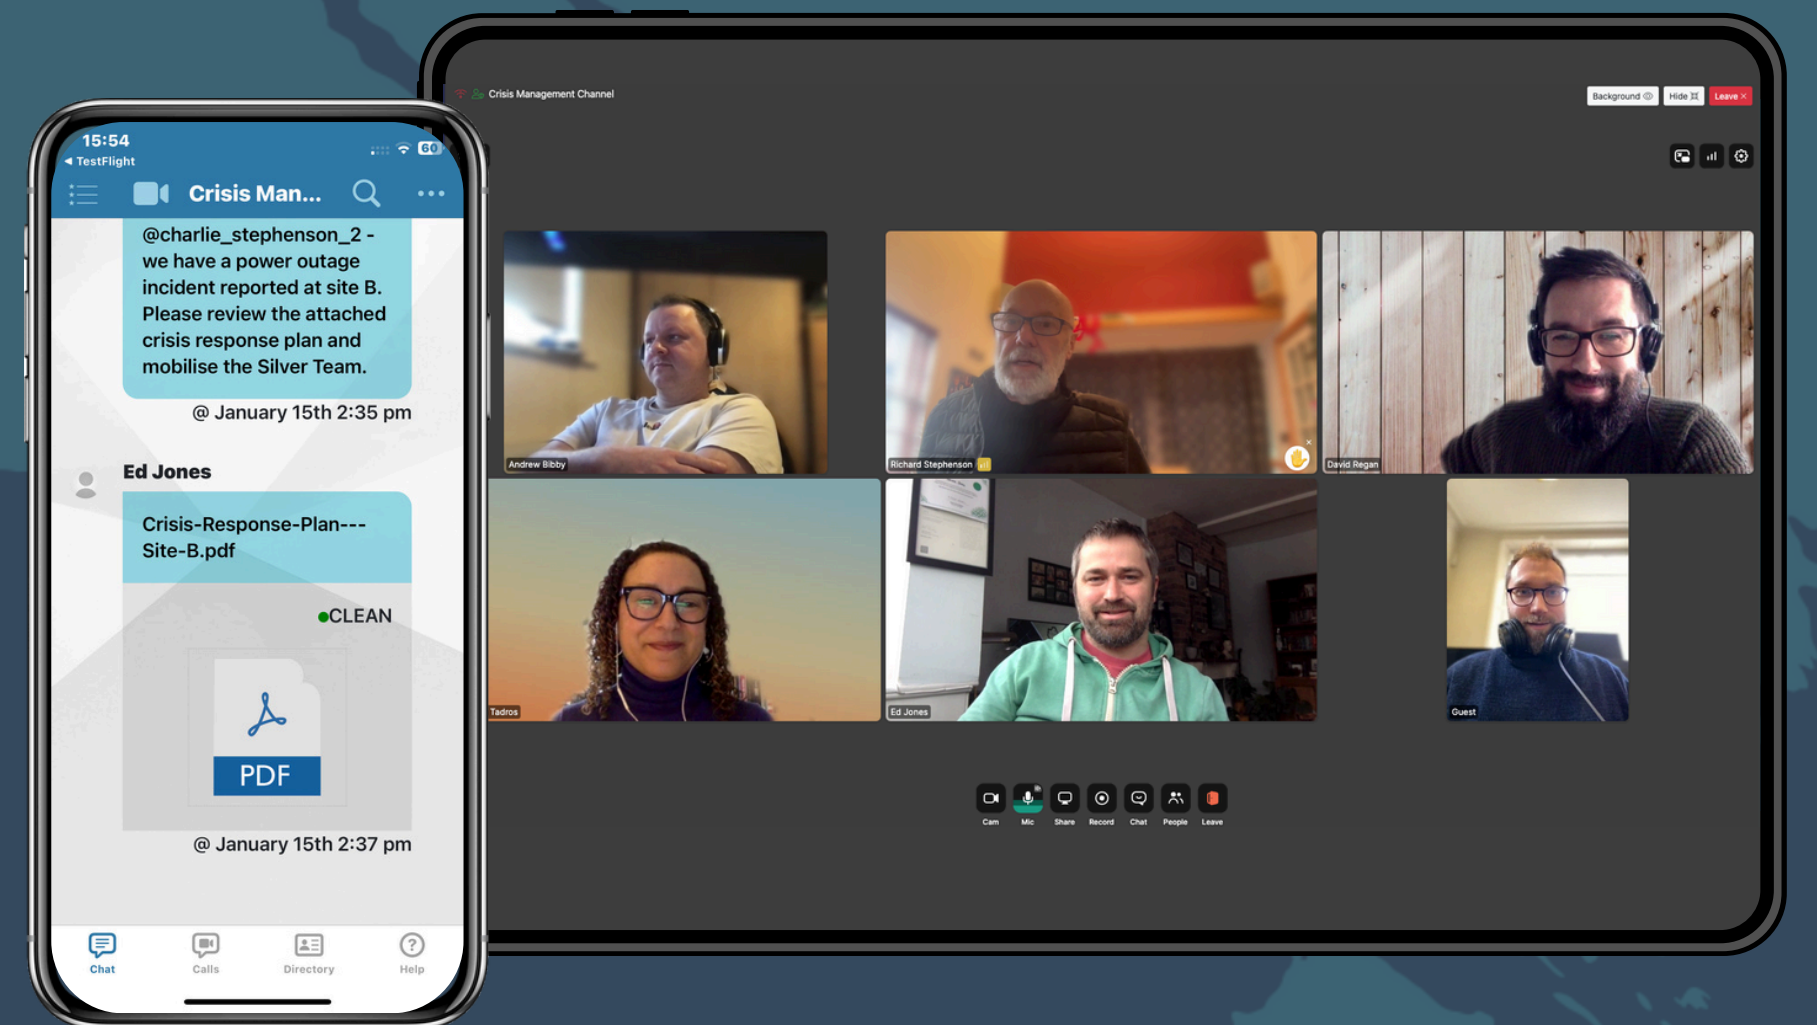 15:54
60
TestFlight
Crisis Man...
@charlie_stephenson_2 -
we have a power outage
incident reported at site B.
Please review the attached
crisis response plan and
mobilise the Silver Team.
@ January 15th 2:35 pm
Ed Jones
Crisis-Response-Plan---
Site-B.pdf
CLEAN
PDF
@ January 15th 2:37 pm
Chat
Calls
Directory
Help
Crisis Management Channel
Background
Hide
Leave
Andrew Bibby
Richard Stephenson
David Regan
Tadros
Ed Jones
Guest
Cam
Mic
Share
Record
Chat
People
Leave